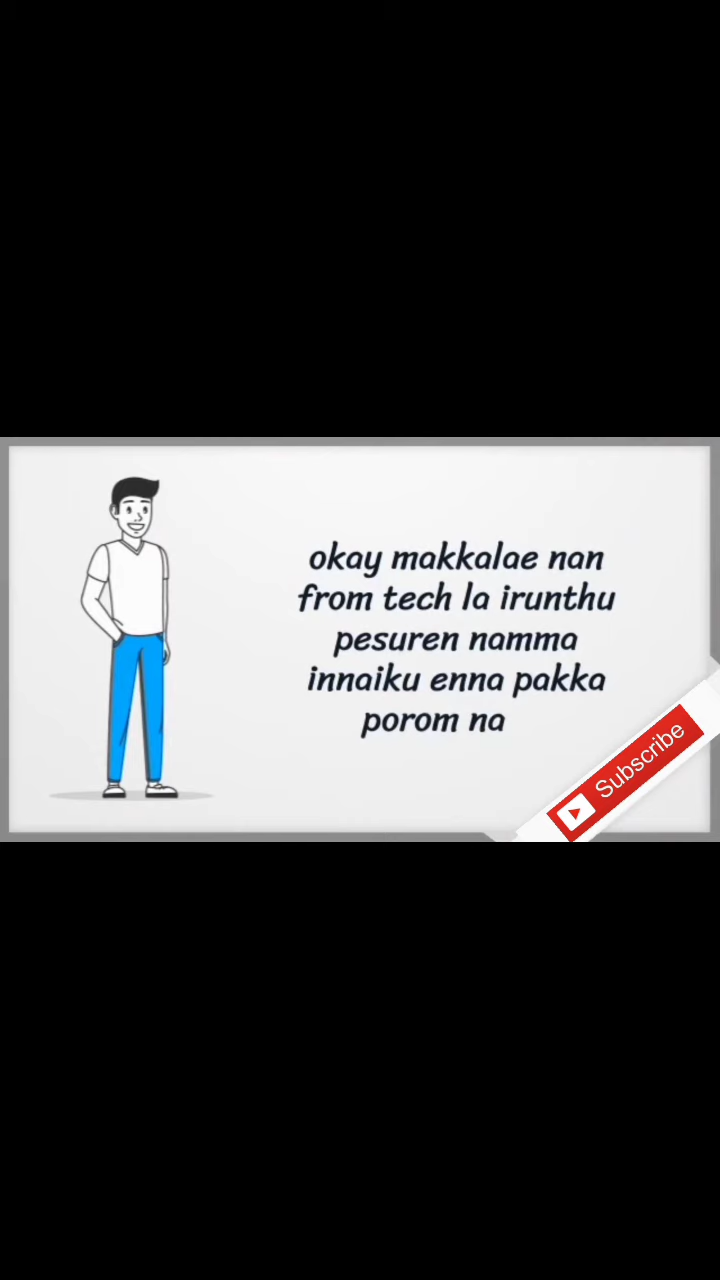 okay makkalae nan
from tech la irunthu
pesuren namma
innaiku enna pakka
porom na
Subscribe